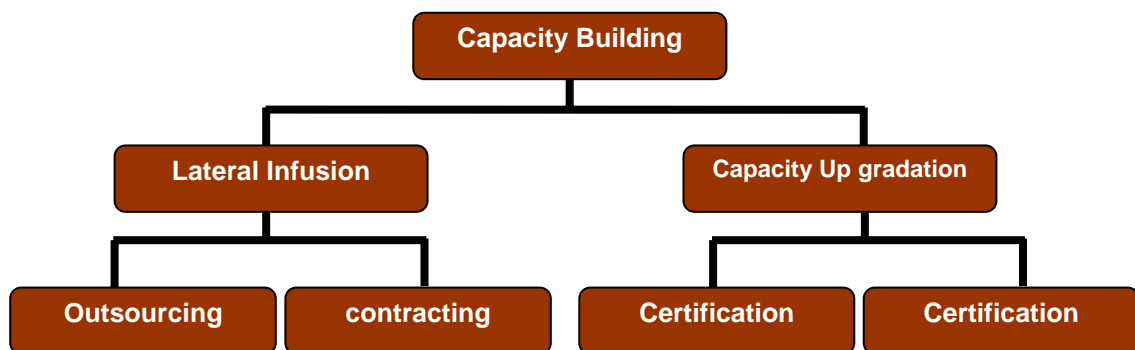 Capacity Building
Lateral Infusion
Capacity Up gradation
Outsourcing
contracting
Certification
Certification